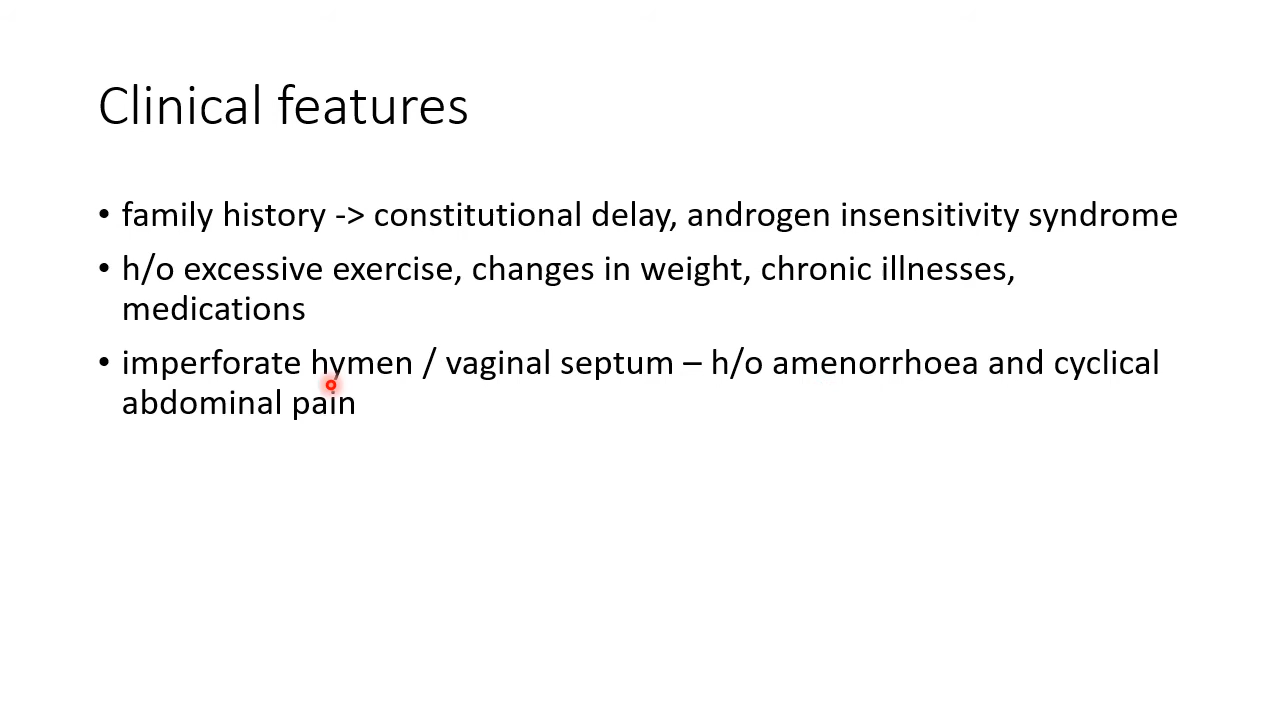 Clinical features
• family history -> constitutional delay, androgen insensitivity syndrome
• h/o excessive exercise, changes in weight, chronic illnesses,
medications
• imperforate hymen / vaginal septum – h/o amenorrhoea and cyclical
abdominal pain